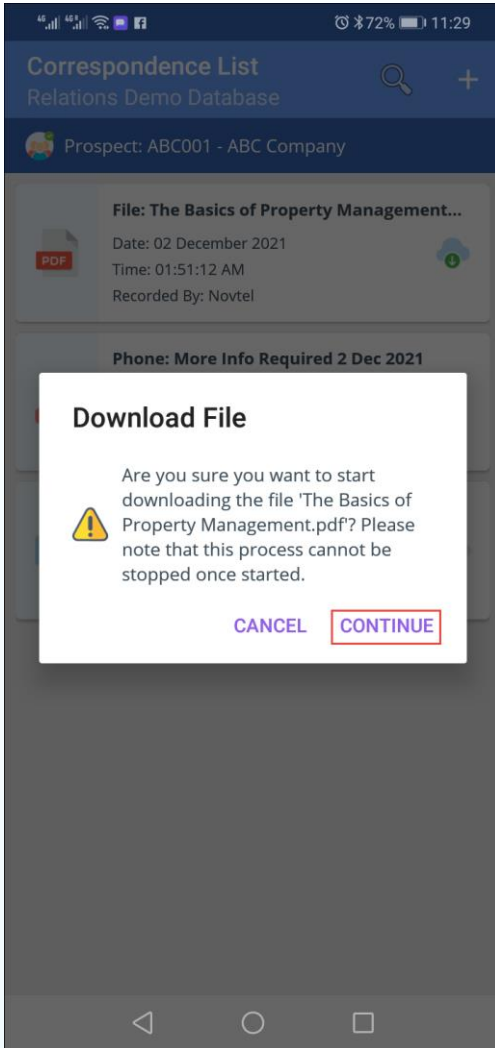 4G 4G 72% 11:29
Correspondence List
Relations Demo Database
Prospect: ABC001 - ABC Company
File: The Basics of Property Management...
Date: 02 December 2021
PDF
Time: 01:51:12 AM
Recorded By: Novtel
Phone: More Info Required 2 Dec 2021
Download File
Are you sure you want to start
downloading the file 'The Basics of
Property Management.pdf'? Please
note that this process cannot be
stopped once started.
CANCEL CONTINUE